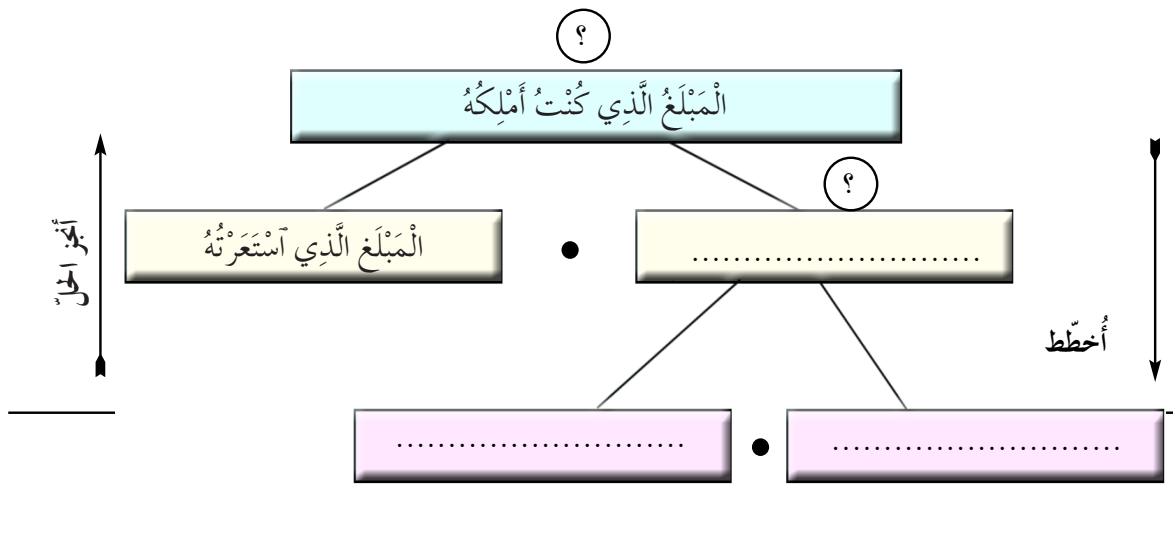 ؟
الْمَبْلَغُ الَّذِي كُنْتُ أَمْلِكُهُ
؟
..............................
الْمَبْلَغ الَّذِي ٱسْتَعَرْتُهُ
أُنْجِز الحلّ
أُخطّط
..............................
..............................